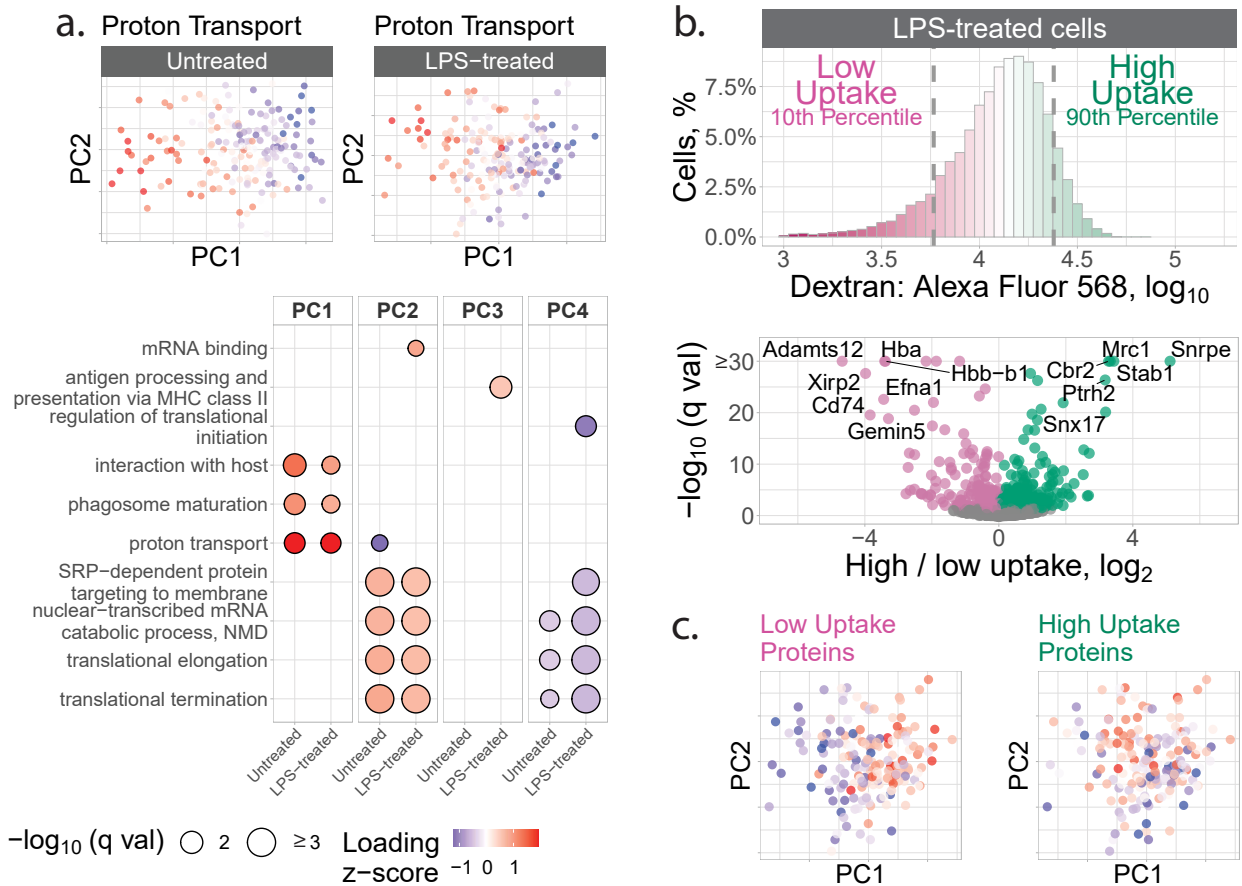 a.
Proton Transport
Proton Transport
Untreated
LPS−treated
PC2
PC2
PC1
PC1
PC1
PC2
PC3
PC4
mRNA binding
antigen processing and
presentation via MHC class II
regulation of translational
initiation
interaction with host
phagosome maturation
proton transport
SRP−dependent protein
targeting to membrane
nuclear−transcribed mRNA
catabolic process, NMD
translational elongation
translational termination
Untreated
LPS−treated
Untreated
LPS−treated
Untreated
LPS−treated
Untreated
LPS−treated
−log10 (q val)
2
≥3
Loading
z−score
−1 0 1
b.
LPS-treated cells
Low
Uptake
10th Percentile
High
Uptake
90th Percentile
Cells, %
7.5%
5.0%
2.5%
0.0%
3
3.5
4
4.5
5
Dextran: Alexa Fluor 568, log10
−log10 (q val)
≥30
20
10
0
Adamts12
Hba
Mrc1
Snrpe
Cbr2
Stab1
Xirp2
Efna1
Hbb−b1
Ptrh2
Cd74
Snx17
Gemin5
−4
0
4
High / low uptake, log2
c.
Low Uptake
Proteins
High Uptake
Proteins
PC2
PC2
PC1
PC1